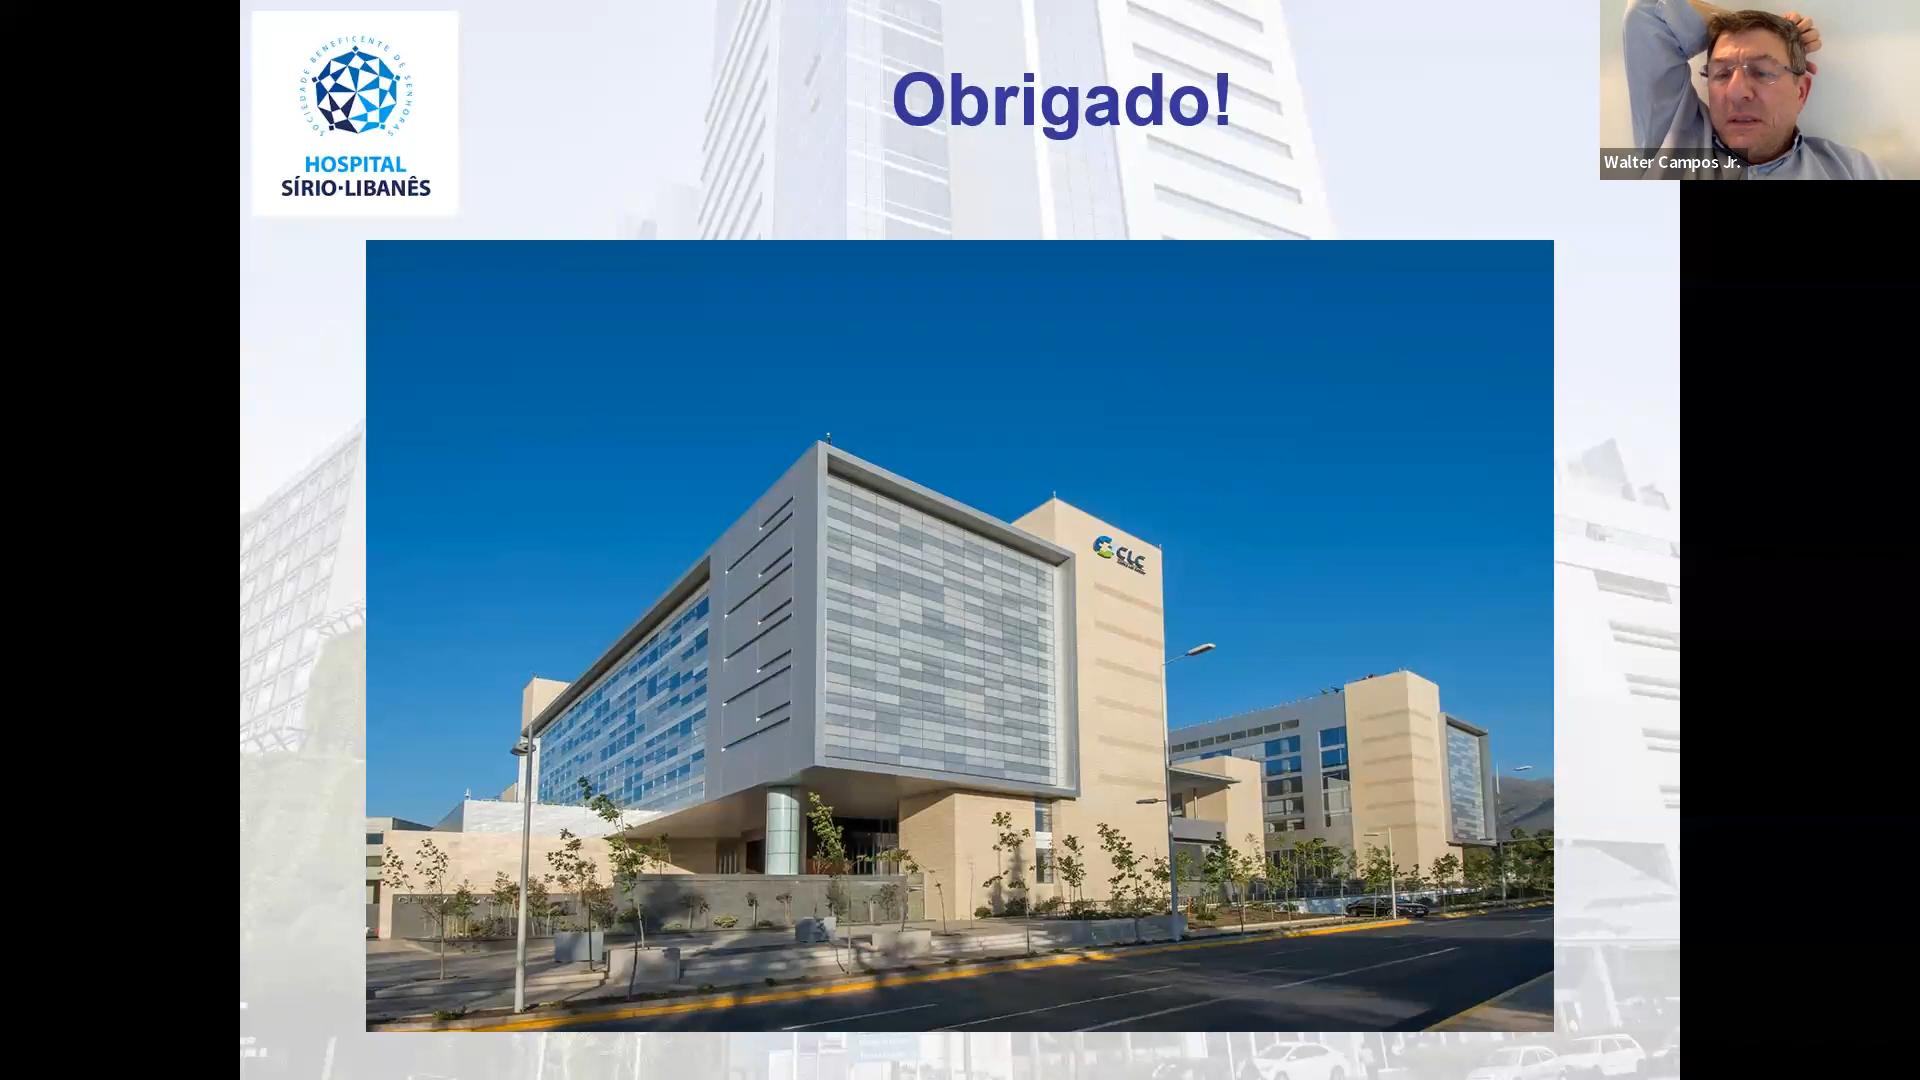 SOCIEDADE BENEFICENTE DE SENHORAS
HOSPITAL
SÍRIO·LIBANÊS
Obrigado!
Walter Campos Jr.
CLC